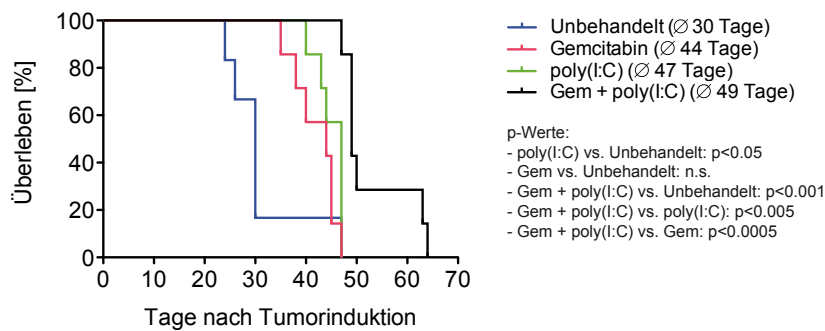 Überleben [%]
100
80
60
40
20
0
0 10 20 30 40 50 60 70
Tage nach Tumorinduktion
Unbehandelt (∅ 30 Tage)
Gemcitabin (∅ 44 Tage)
poly(I:C) (∅ 47 Tage)
Gem + poly(I:C) (∅ 49 Tage)
p-Werte:
- poly(I:C) vs. Unbehandelt: p<0.05
- Gem vs. Unbehandelt: n.s.
- Gem + poly(I:C) vs. Unbehandelt: p<0.001
- Gem + poly(I:C) vs. poly(I:C): p<0.005
- Gem + poly(I:C) vs. Gem: p<0.0005